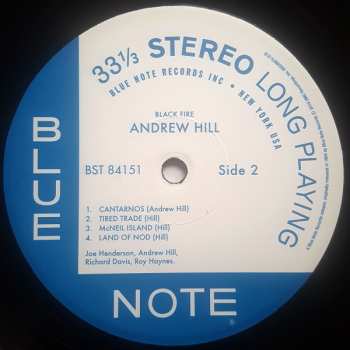 33⅓ STEREO LONG PLAYING
BLUE NOTE RECORDS INC • NEW YORK USA
BLACK FIRE
ANDREW HILL
BST 84151 Side 2
1. CANTARNOS (Andrew Hill)
2. TIRED TRADE (Hill)
3. McNEIL ISLAND (Hill)
4. LAND OF NOD (Hill)
Joe Henderson, Andrew Hill,
Richard Davis, Roy Haynes.
BLUE
NOTE
®